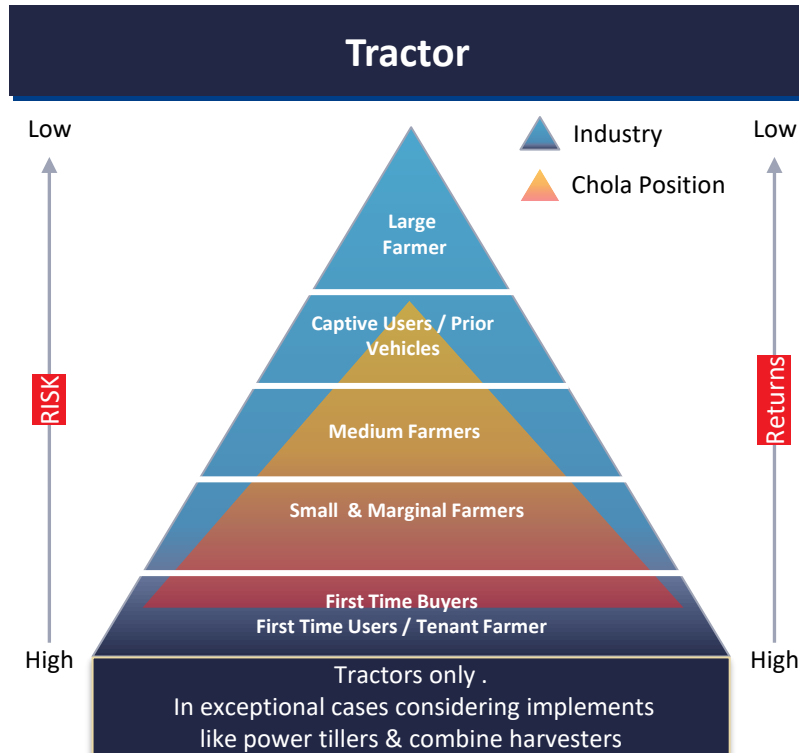 Tractor
Low
Industry
Low
Chola Position
Large
Farmer
Captive Users / Prior
Vehicles
RISK
Returns
Medium Farmers
Small & Marginal Farmers
First Time Buyers
First Time Users / Tenant Farmer
High
High
Tractors only .
In exceptional cases considering implements
like power tillers & combine harvesters